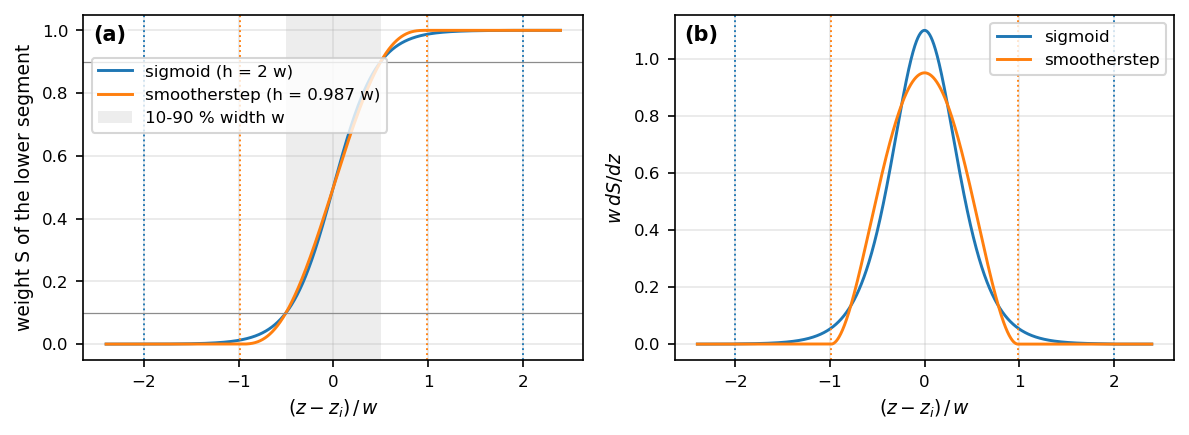 (a)
sigmoid (h = 2 w)
smootherstep (h = 0.987 w)
10-90 % width w
weight S of the lower segment
1.0
0.8
0.6
0.4
0.2
0.0
−2
−1
0
1
2
(z − z_i) / w
(b)
sigmoid
smootherstep
w dS/dz
1.0
0.8
0.6
0.4
0.2
0.0
−2
−1
0
1
2
(z − z_i) / w